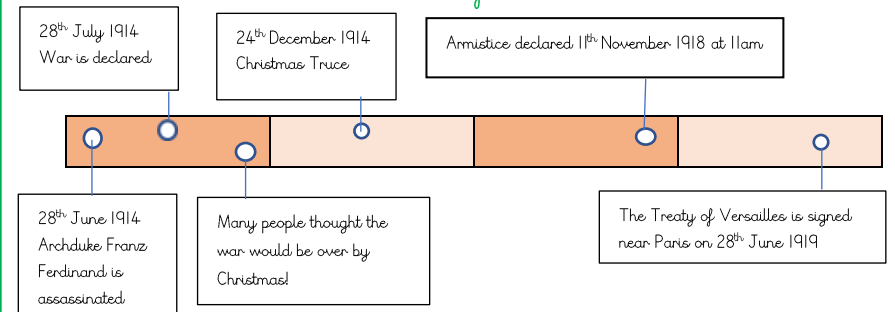 28th July 1914
War is declared
24th December 1914
Christmas Truce
Armistice declared 11th November 1918 at 11am
28th June 1914
Archduke Franz
Ferdinand is
assassinated
Many people thought the
war would be over by
Christmas!
The Treaty of Versailles is signed
near Paris on 28th June 1919